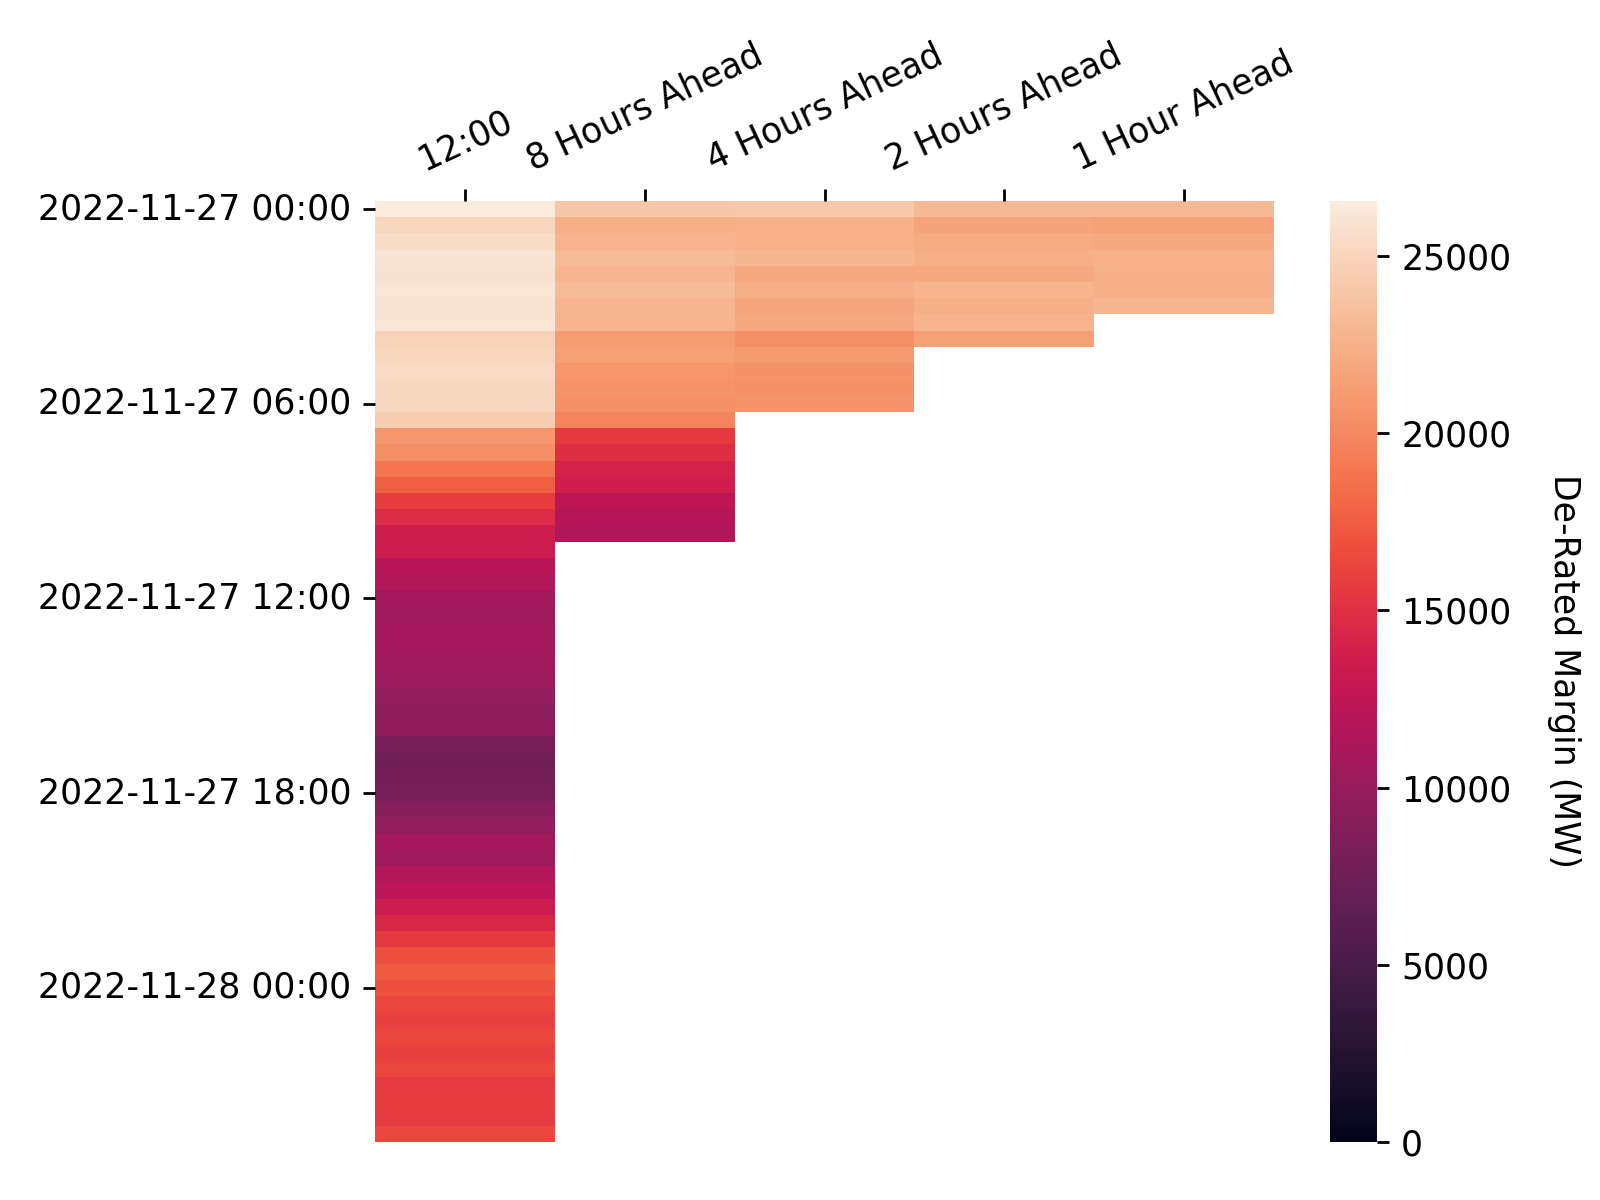 12:00
8 Hours Ahead
4 Hours Ahead
2 Hours Ahead
1 Hour Ahead
2022-11-27 00:00
2022-11-27 06:00
2022-11-27 12:00
2022-11-27 18:00
2022-11-28 00:00
25000
20000
15000
10000
5000
0
De-Rated Margin (MW)